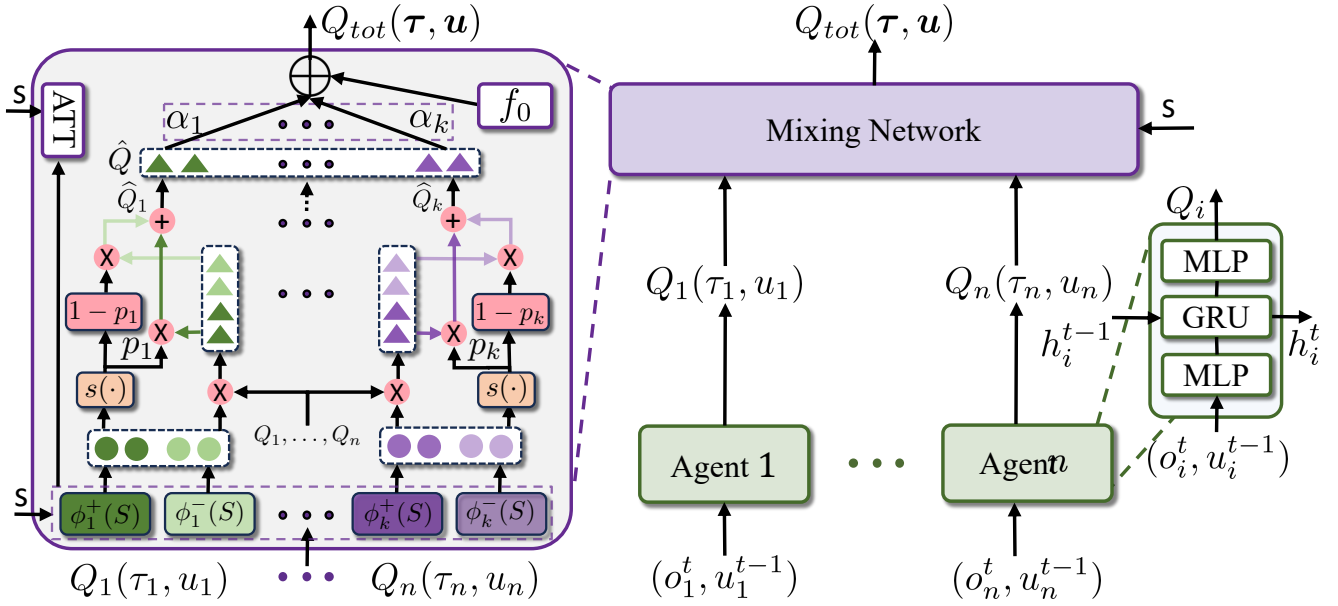 Q_{tot}(τ, u)
S
ATT
f_0
α_1
α_k
Q̂
Q̂_1
Q̂_k
+
+
X
X
1 − p_1
1 − p_k
X
X
p_1
p_k
s(·)
s(·)
X
X
Q_1, . . . , Q_n
S
ϕ_1^+(S)
ϕ_1^-(S)
ϕ_k^+(S)
ϕ_k^-(S)
Q_1(τ_1, u_1)
Q_n(τ_n, u_n)
Q_{tot}(τ, u)
Mixing Network
S
Q_1(τ_1, u_1)
Q_n(τ_n, u_n)
Agent 1
Agent n
(o_1^t, u_1^{t−1})
(o_n^t, u_n^{t−1})
Q_i
MLP
GRU
MLP
h_i^{t−1}
h_i^t
(o_i^t, u_i^{t−1})